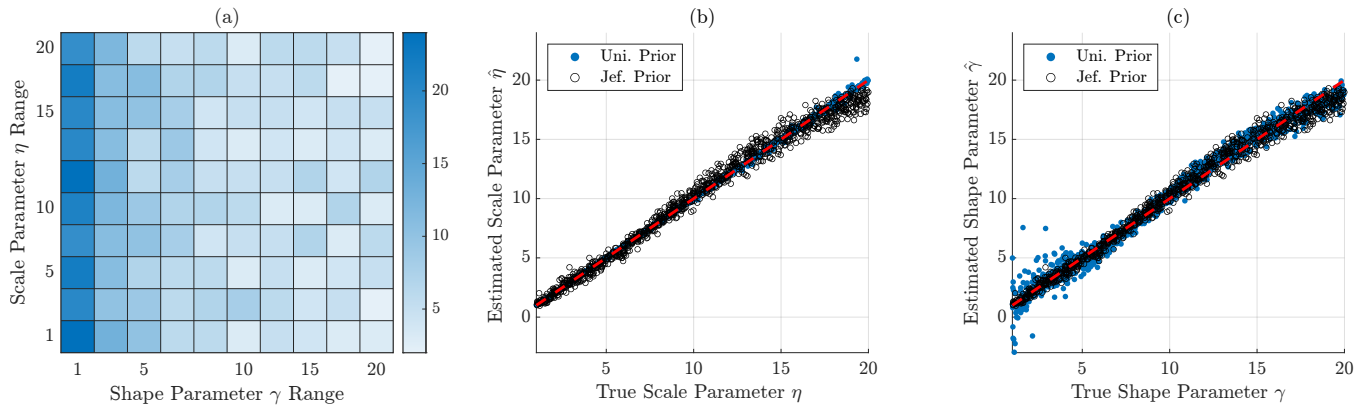 (a)
20
15
10
5
1
Scale Parameter η Range
1
5
10
15
20
Shape Parameter γ Range
20
15
10
5
(b)
Uni. Prior
Jef. Prior
20
15
10
5
0
Estimated Scale Parameter η̂
5
10
15
20
True Scale Parameter η
(c)
Uni. Prior
Jef. Prior
20
15
10
5
0
Estimated Shape Parameter γ̂
5
10
15
20
True Shape Parameter γ